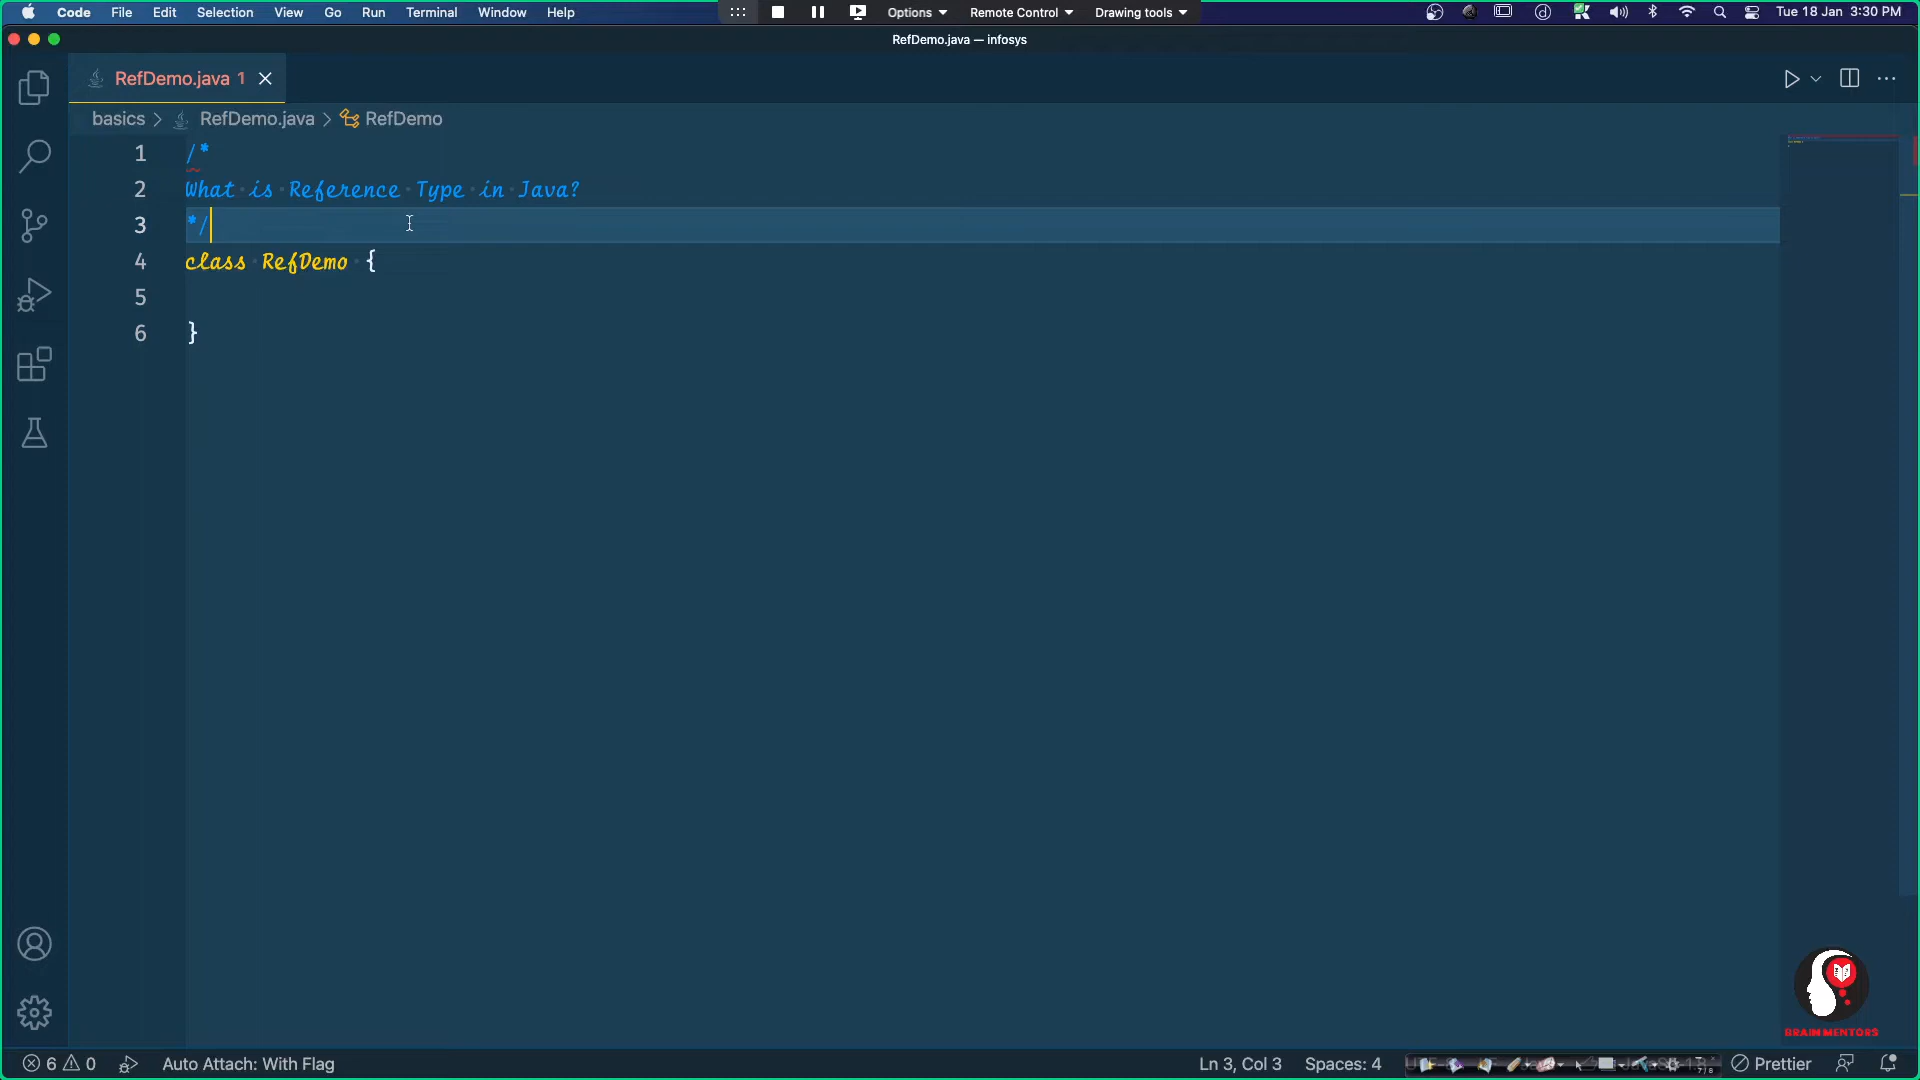 Code File Edit Selection View Go Run Terminal Window Help Options Remote Control Drawing tools Tue 18 Jan 3:30 PM
RefDemo.java — infosys
RefDemo.java 1
basics > RefDemo.java > RefDemo
1 /*
2 What is Reference Type in Java?
3 */
4 class RefDemo {
5
6 }
BRAIN MENTORS
6 0 Auto Attach: With Flag Ln 3, Col 3 Spaces: 4 Prettier